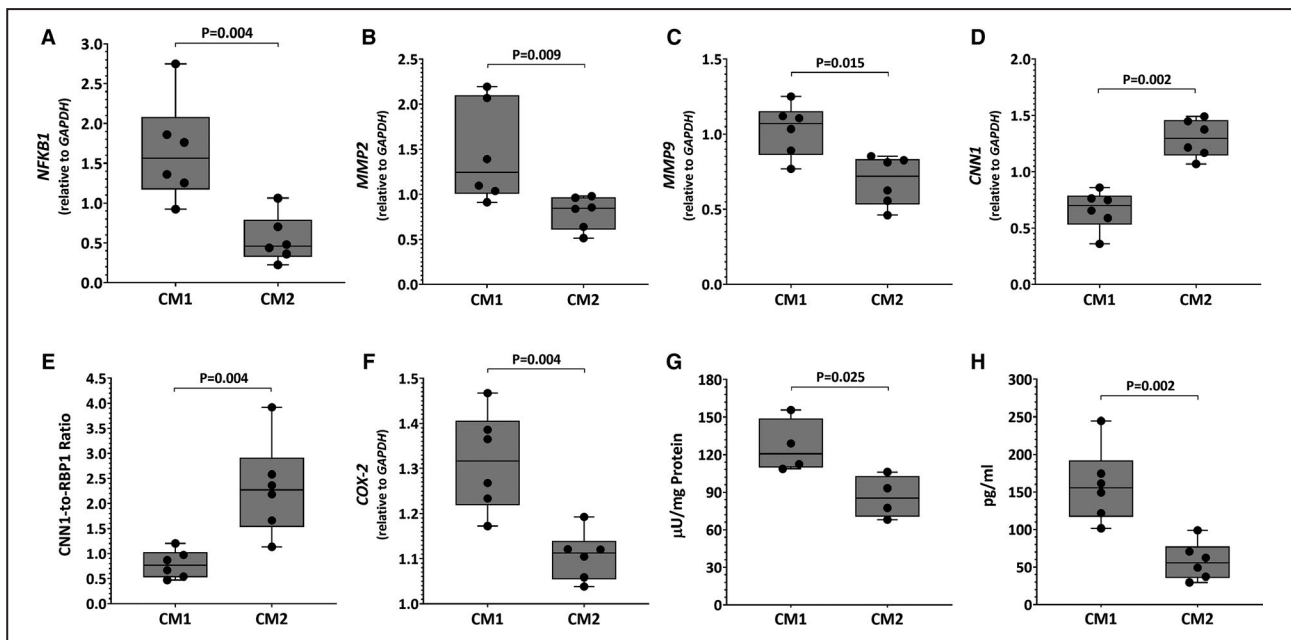 A
P=0.004
NFKB1
(relative to GAPDH)
3.0
2.5
2.0
1.5
1.0
0.5
0.0
CM1 CM2
B
P=0.009
MMP2
(relative to GAPDH)
2.5
2.0
1.5
1.0
0.5
0.0
CM1 CM2
C
P=0.015
MMP9
(relative to GAPDH)
1.5
1.0
0.5
0.0
CM1 CM2
D
P=0.002
CNN1
(relative to GAPDH)
2.0
1.5
1.0
0.5
0.0
CM1 CM2
E
P=0.004
CNN1-to-RBP1 Ratio
4.5
4.0
3.5
3.0
2.5
2.0
1.5
1.0
0.5
0.0
CM1 CM2
F
P=0.004
COX-2
(relative to GAPDH)
1.5
1.4
1.3
1.2
1.1
1.0
CM1 CM2
G
P=0.025
μU/mg Protein
180
150
120
90
60
30
0
CM1 CM2
H
P=0.002
pg/ml
300
250
200
150
100
50
0
CM1 CM2